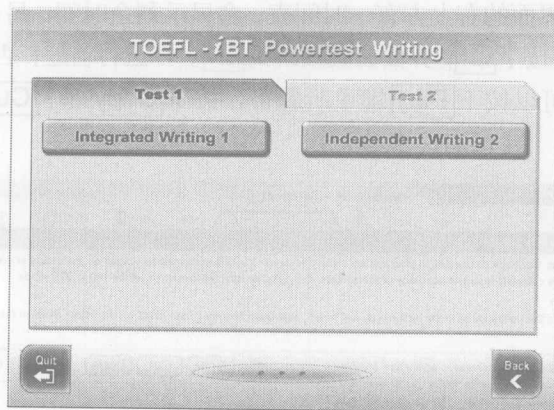 TOEFL - iBT Powertest Writing
Test 1 Test 2
Integrated Writing 1 Independent Writing 2
Quit Back